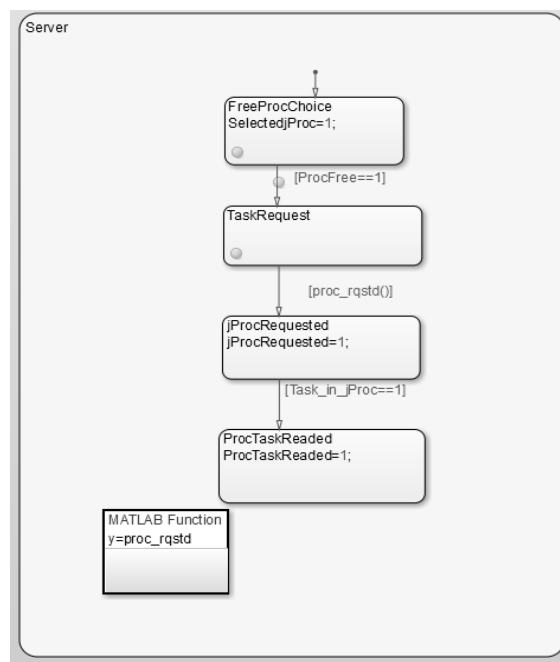 Server
FreeProcChoice
SelectedjProc=1;
[ProcFree==1]
TaskRequest
[proc_rqstd()]
jProcRequested
jProcRequested=1;
[Task_in_jProc==1]
ProcTaskReaded
ProcTaskReaded=1;
MATLAB Function
y=proc_rqstd